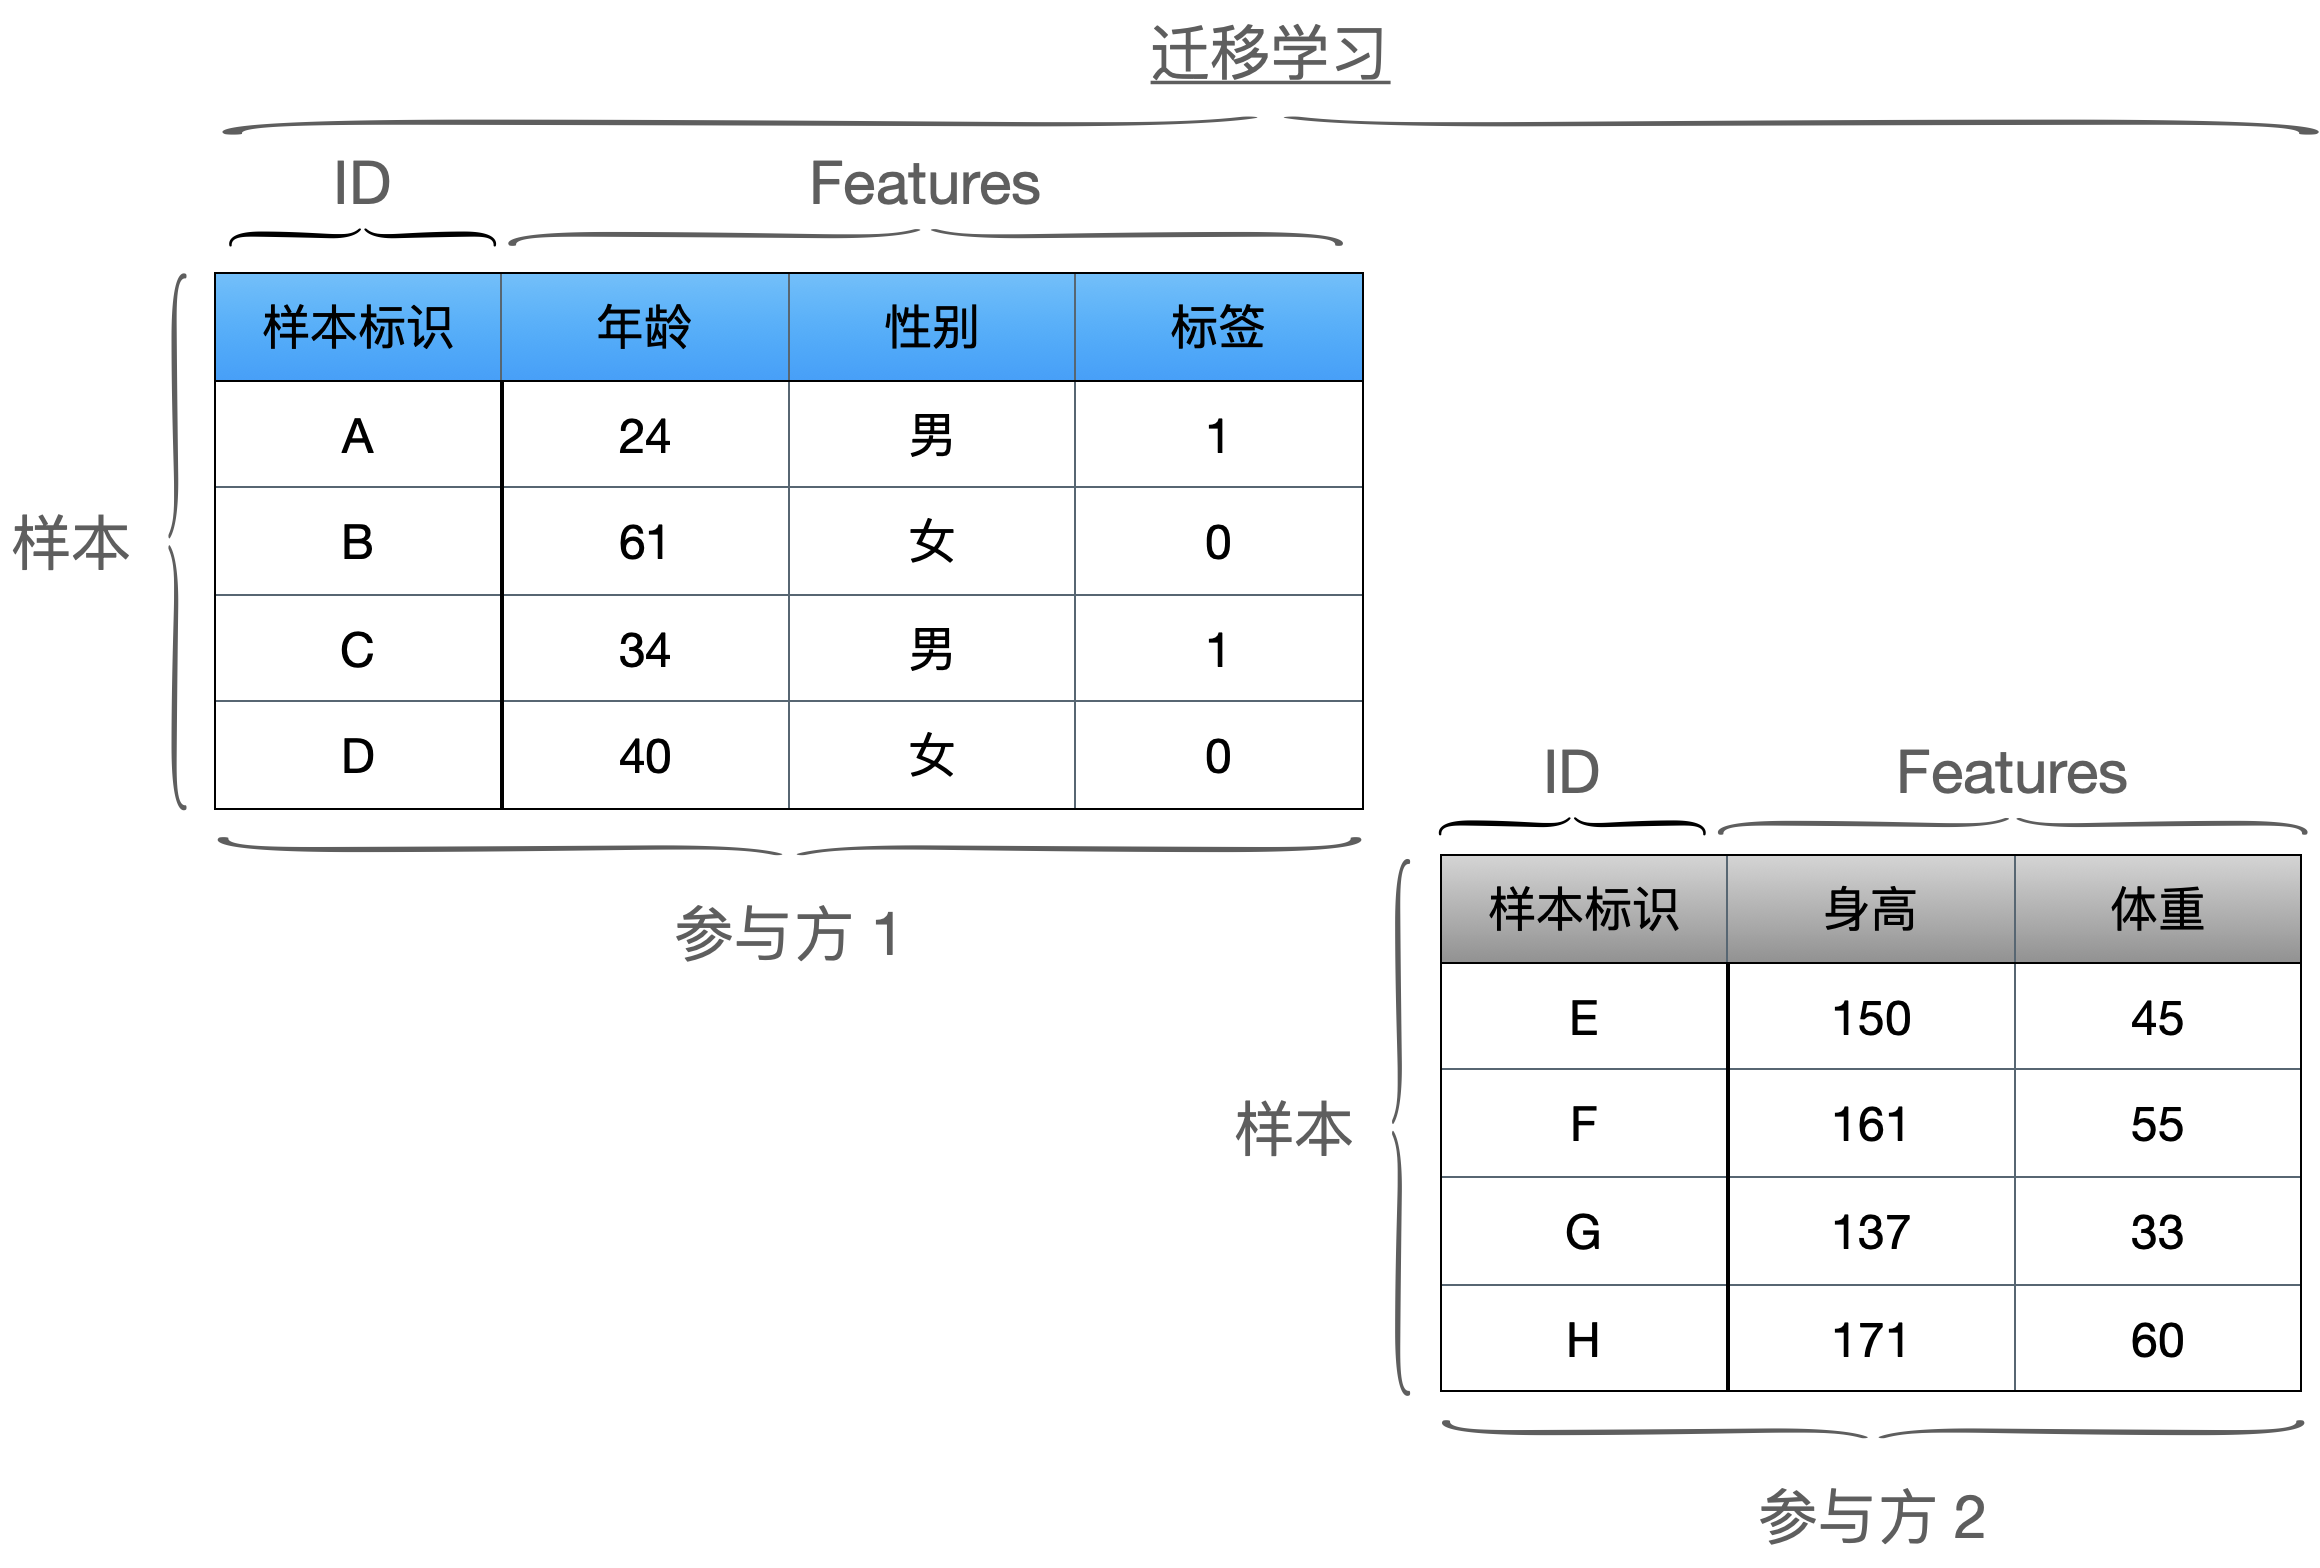 迁移学习
ID Features
样本标识 年龄 性别 标签
A 24 男 1
B 61 女 0
样本
C 34 男 1
D 40 女 0
参与方 1
ID Features
样本标识 身高 体重
E 150 45
F 161 55
样本
G 137 33
H 171 60
参与方 2